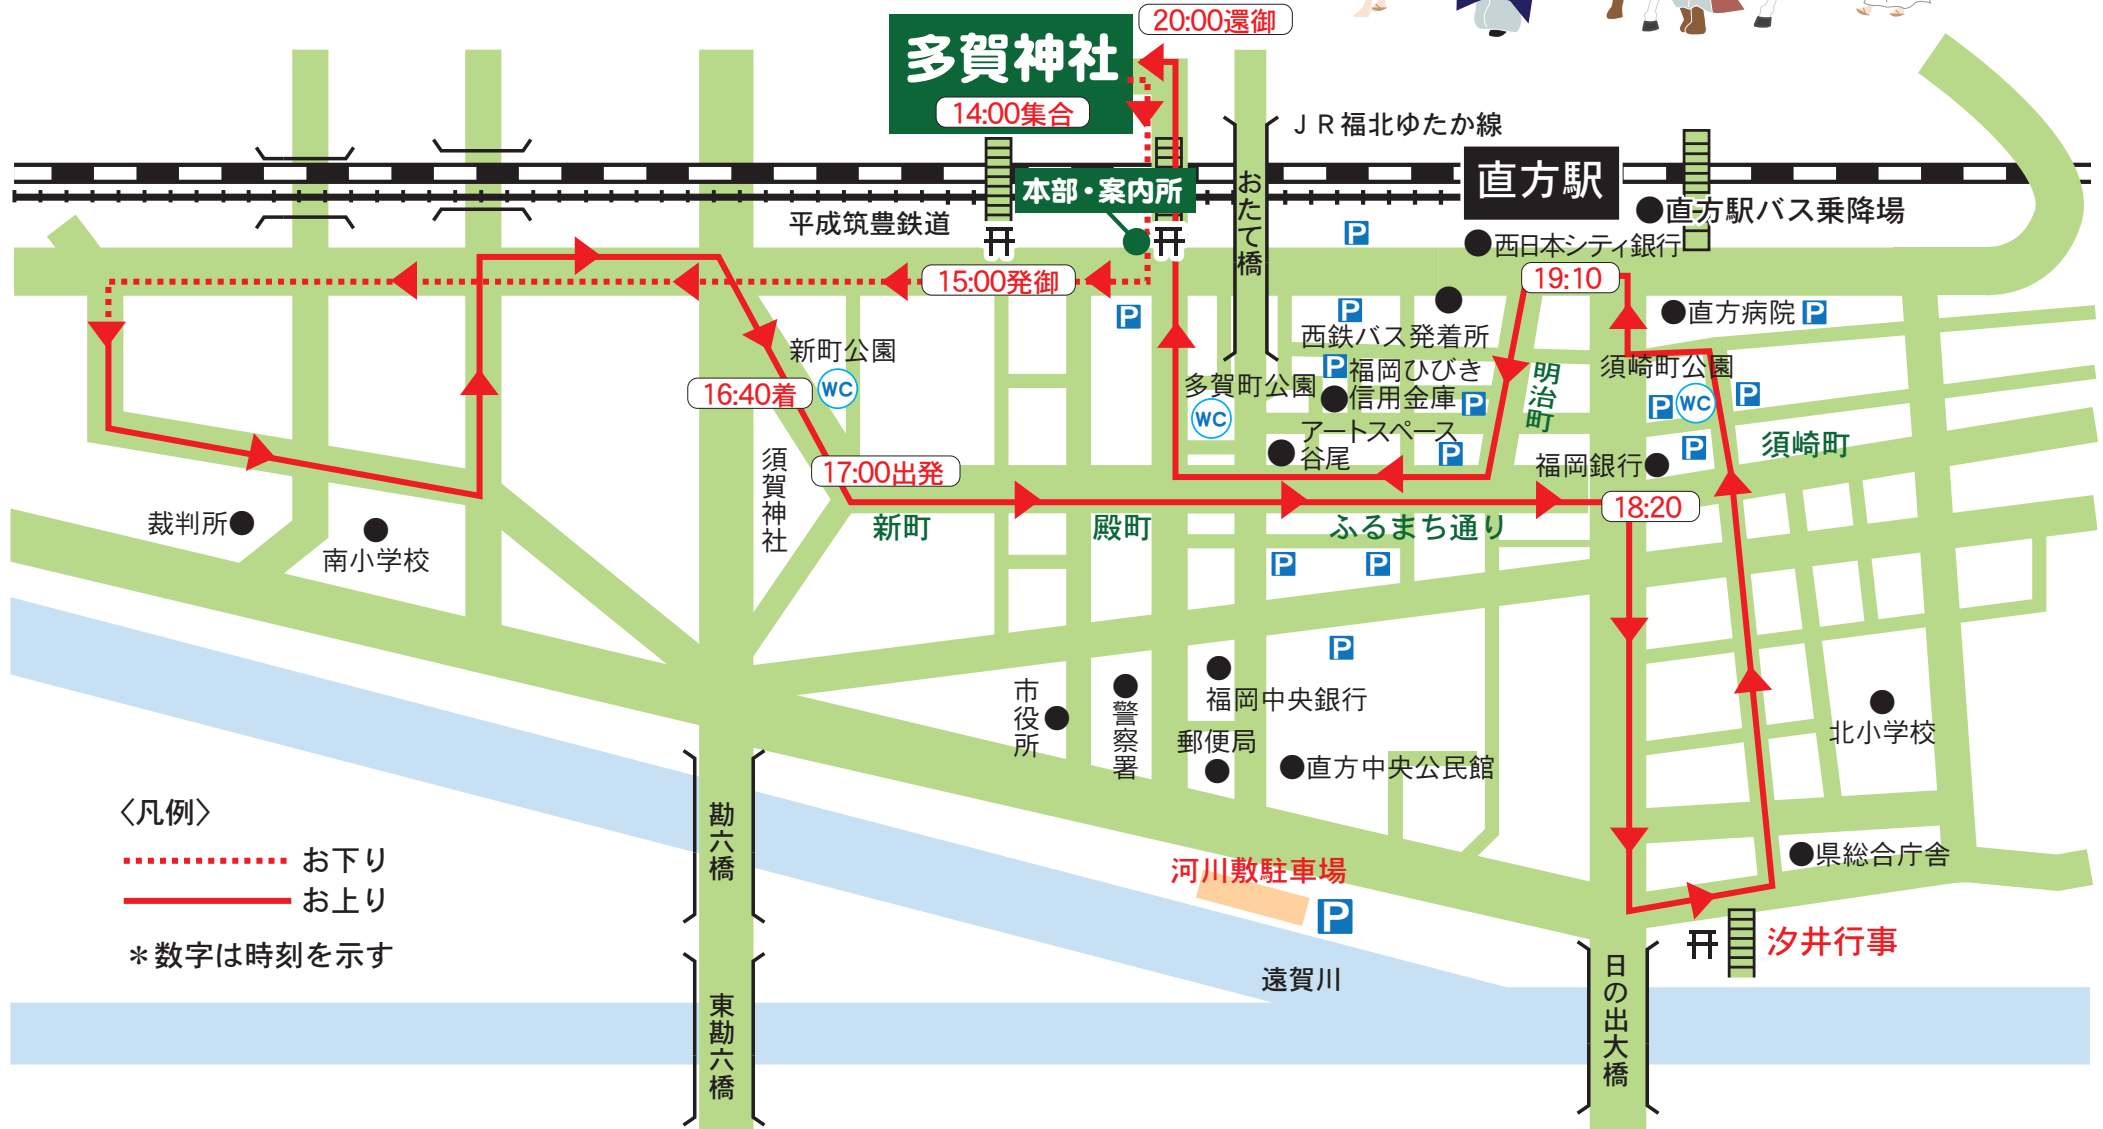 20:00還御
多賀神社
14:00集合
JR福北ゆたか線
直方駅
本部・案内所
おたて橋
直方駅バス乗降場
平成筑豊鉄道
P
西日本シティ銀行
15:00発御
19:10
P
P
直方病院 P
西鉄バス発着所
新町公園
WC
16:40着
P 福岡ひびき
信用金庫 P
多賀町公園
WC
明治町
須崎町公園
P
WC
P
アートスペース
谷尾
P
P
須崎町
福岡銀行
須賀神社
17:00出発
18:20
裁判所
南小学校
新町
殿町
ふるまち通り
P
P
P
市役所
警察署
福岡中央銀行
郵便局
直方中央公民館
北小学校
〈凡例〉
お下り
お上り
＊数字は時刻を示す
勘六橋
東勘六橋
河川敷駐車場
P
遠賀川
県総合庁舎
汐井行事
日の出大橋